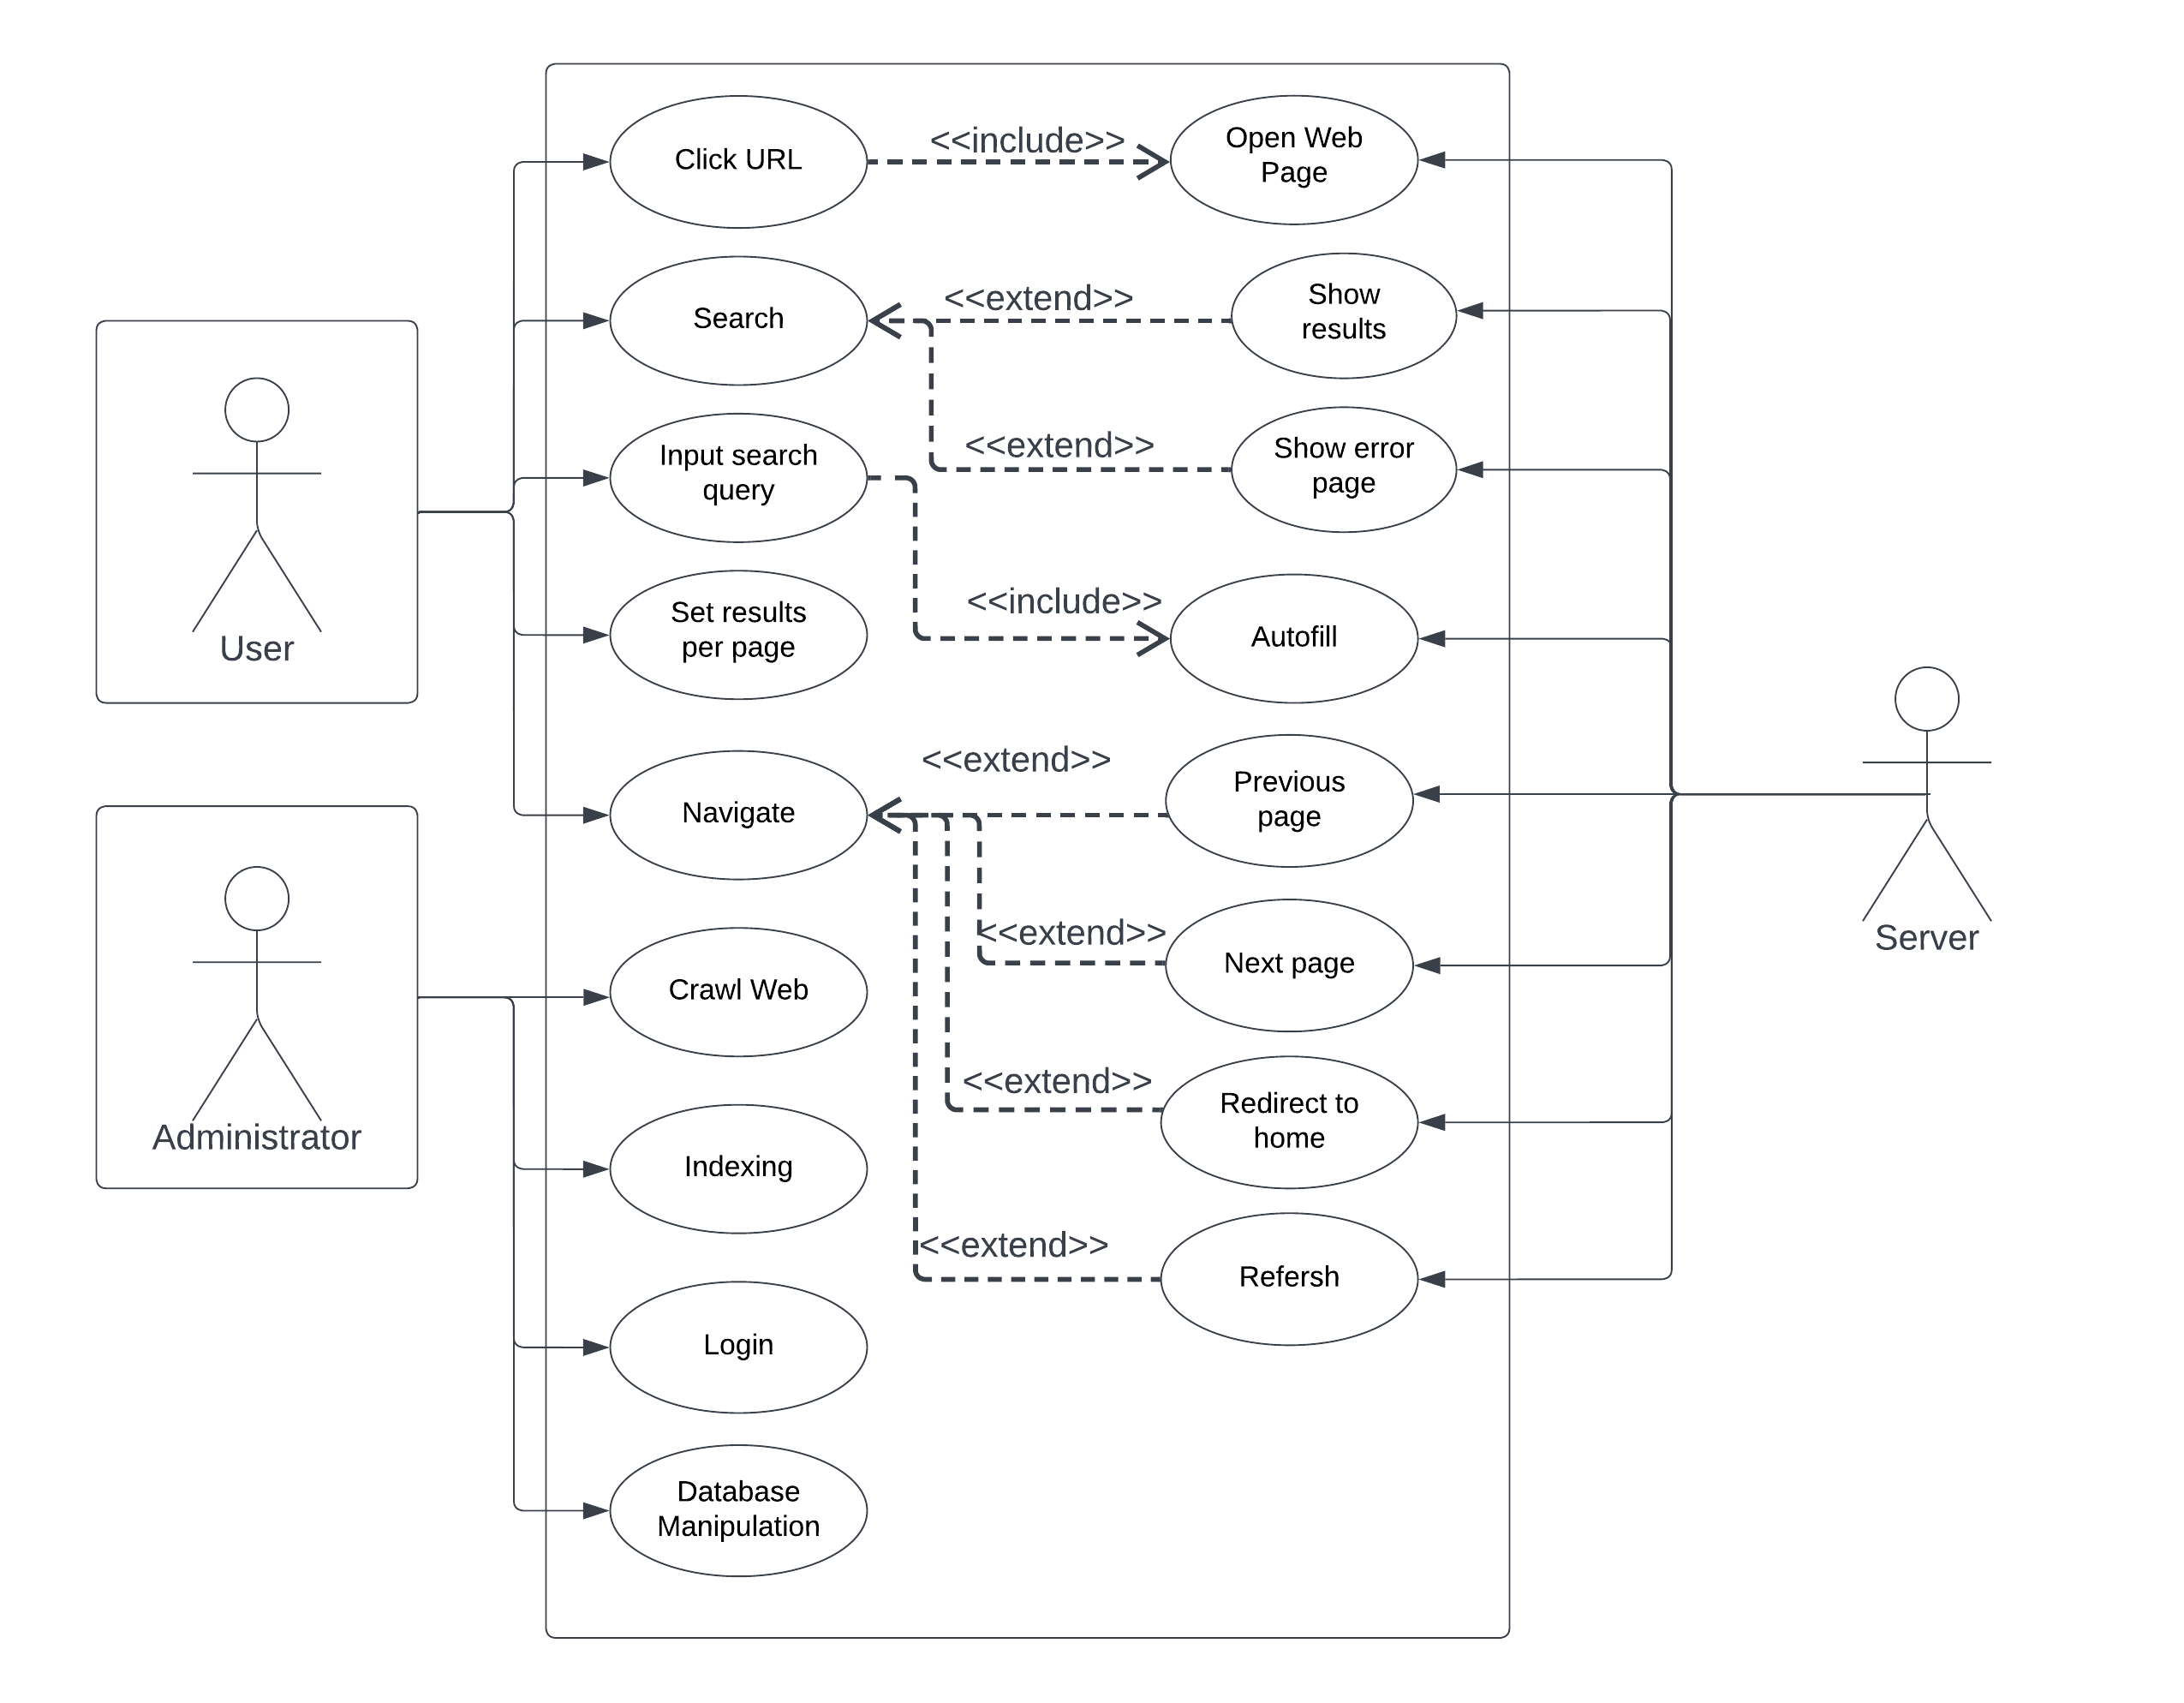 Click URL
<<include>>
Open Web
Page
Search
<<extend>>
Show
results
Input search
query
<<extend>>
Show error
page
Set results
per page
<<include>>
Autofill
User
Navigate
<<extend>>
Previous
page
Server
Crawl Web
<<extend>>
Next page
Administrator
Indexing
<<extend>>
Redirect to
home
<<extend>>
Refersh
Login
Database
Manipulation